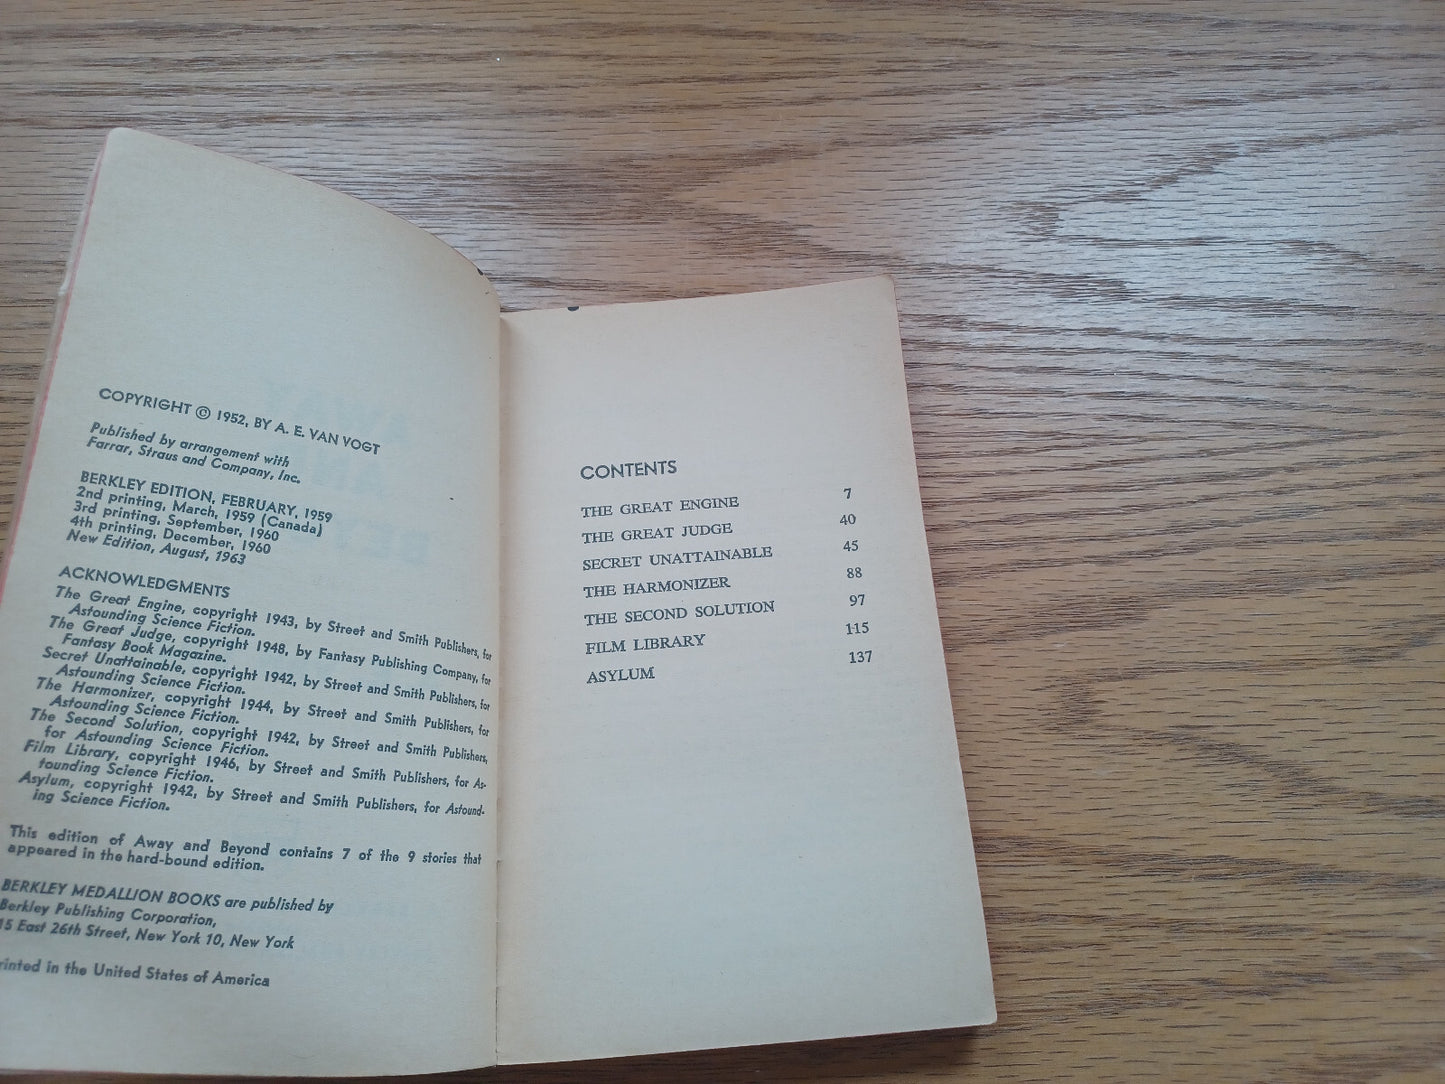 COPYRIGHT © 1952, BY A. E. VAN VOGT
Published by arrangement with
Farrar, Straus and Company, Inc.
BERKLEY EDITION, FEBRUARY, 1959
2nd printing, March, 1959 (Canada)
3rd printing, September, 1960
4th printing, December, 1960
New Edition, August, 1963
ACKNOWLEDGMENTS
The Great Engine, copyright 1943, by Street and Smith Publishers, for
Astounding Science Fiction.
The Great Judge, copyright 1948, by Fantasy Publishing Company, for
Fantasy Book Magazine.
Secret Unattainable, copyright 1942, by Street and Smith Publishers, for
Astounding Science Fiction.
The Harmonizer, copyright 1944, by Street and Smith Publishers, for
Astounding Science Fiction.
The Second Solution, copyright 1942, by Street and Smith Publishers,
for Astounding Science Fiction.
Film Library, copyright 1946, by Street and Smith Publishers, for As-
tounding Science Fiction.
Asylum, copyright 1942, by Street and Smith Publishers, for Astound-
ing Science Fiction.
This edition of Away and Beyond contains 7 of the 9 stories that
appeared in the hard-bound edition.
BERKLEY MEDALLION BOOKS are published by
Berkley Publishing Corporation,
15 East 26th Street, New York 10, New York
rinted in the United States of America
CONTENTS
THE GREAT ENGINE 7
THE GREAT JUDGE 40
SECRET UNATTAINABLE 45
THE HARMONIZER 88
THE SECOND SOLUTION 97
FILM LIBRARY 115
ASYLUM 137